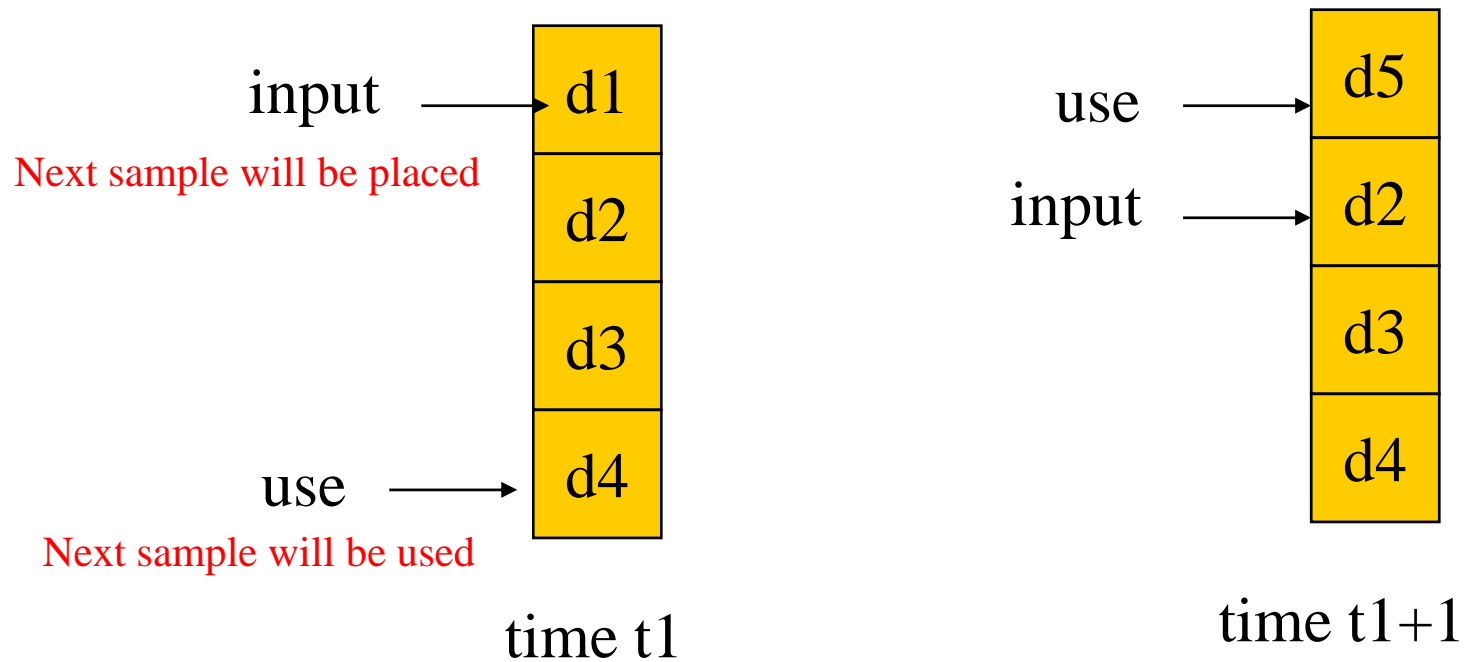 input
d1
Next sample will be placed
d2
d3
use
d4
Next sample will be used
time t1
use
d5
input
d2
d3
d4
time t1+1